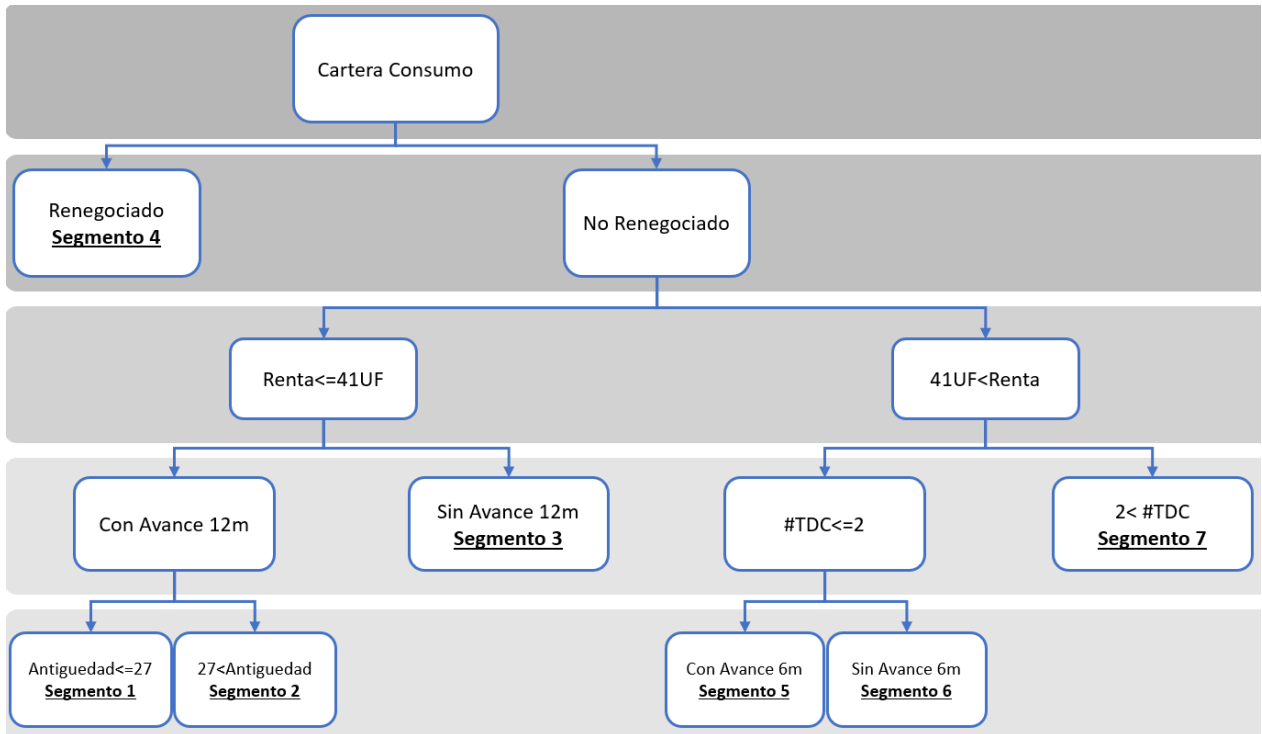 Cartera Consumo
Renegociado
Segmento 4
No Renegociado
Renta<=41UF
41UF<Renta
Con Avance 12m
Sin Avance 12m
Segmento 3
#TDC<=2
2< #TDC
Segmento 7
Antiguedad<=27
Segmento 1
27<Antiguedad
Segmento 2
Con Avance 6m
Segmento 5
Sin Avance 6m
Segmento 6